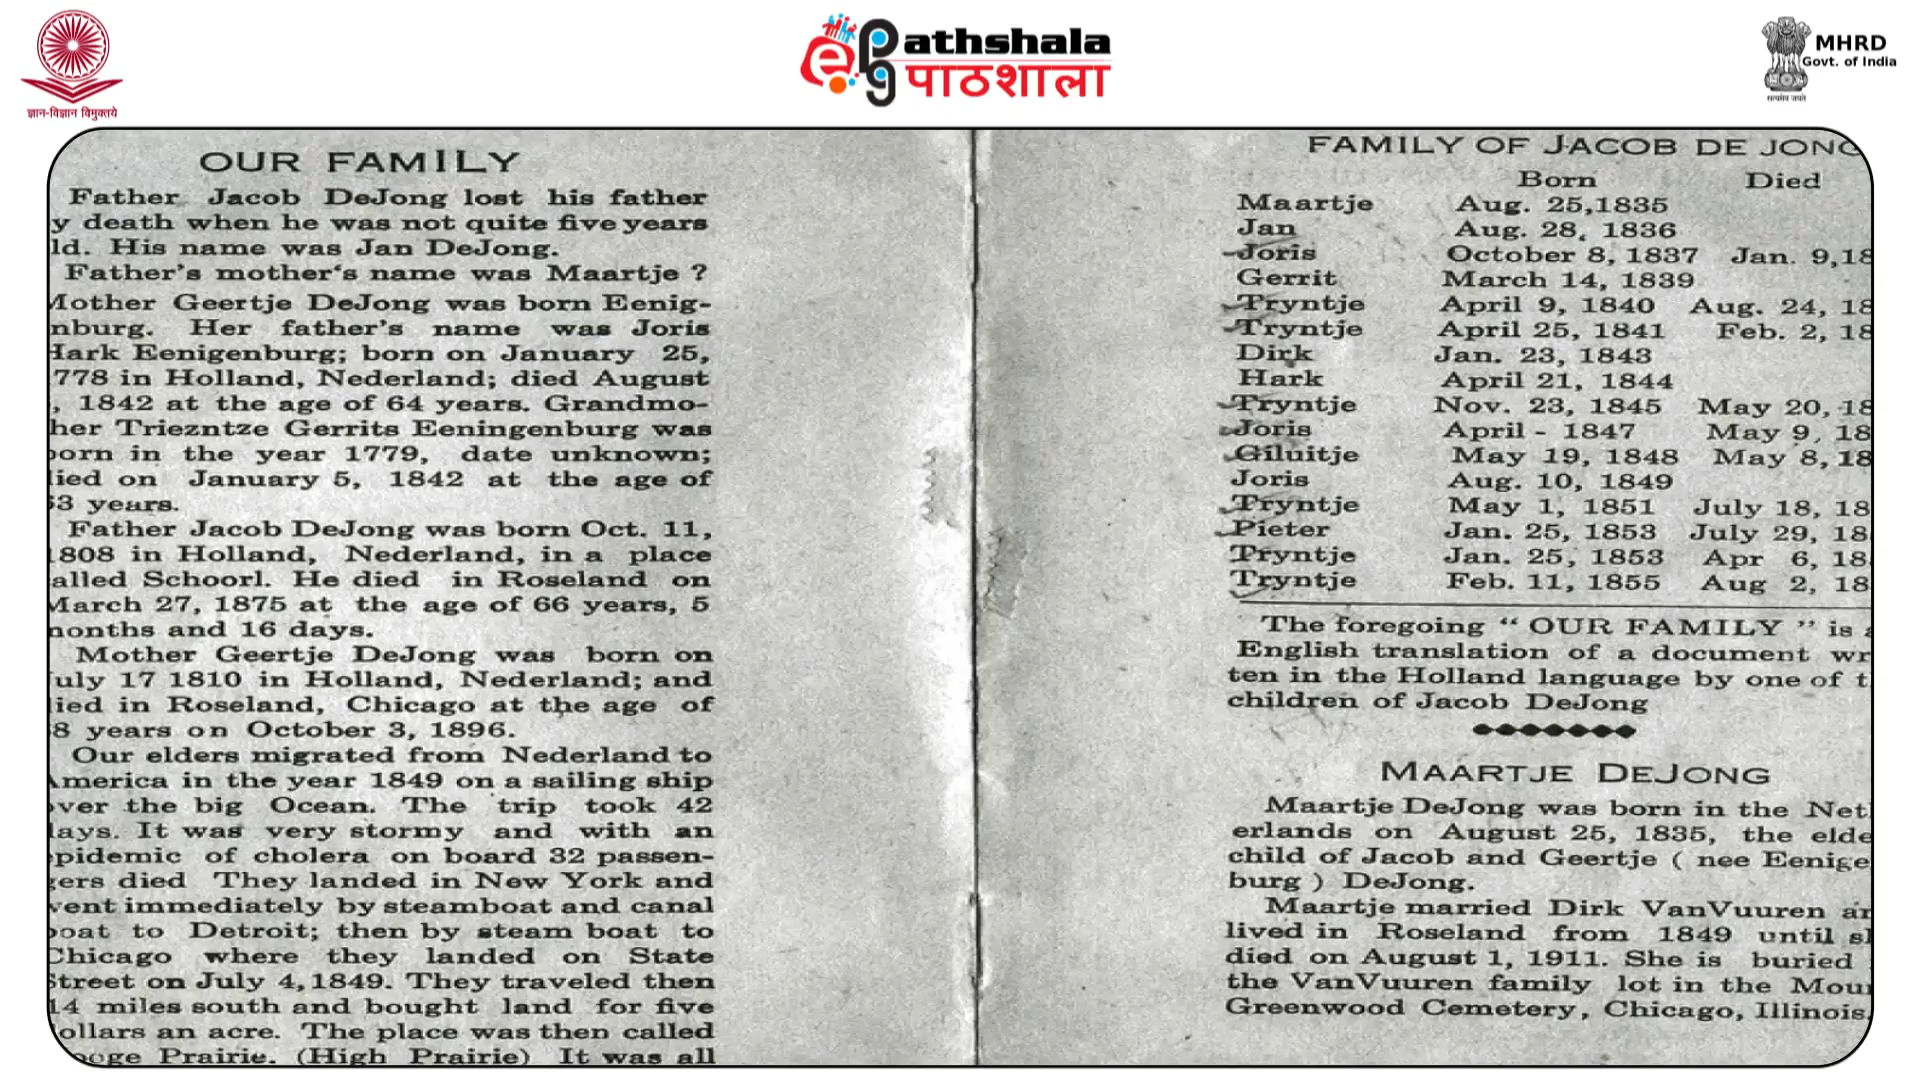 ज्ञान-विज्ञान विमुक्तये
ePathshala
पाठशाला
MHRD
Govt. of India
सत्यमेव जयते
OUR FAMILY
Father Jacob DeJong lost his father
y death when he was not quite five years
ld. His name was Jan DeJong.
Father's mother's name was Maartje ?
Mother Geertje DeJong was born Eenig-
nburg. Her father's name was Joris
Hark Eenigenburg; born on January 25,
778 in Holland, Nederland; died August
, 1842 at the age of 64 years. Grandmo-
her Triezntze Gerrits Eeningenburg was
born in the year 1779, date unknown;
died on January 5, 1842 at the age of
63 years.
Father Jacob DeJong was born Oct. 11,
1808 in Holland, Nederland, in a place
alled Schoorl. He died in Roseland on
March 27, 1875 at the age of 66 years, 5
months and 16 days.
Mother Geertje DeJong was born on
July 17 1810 in Holland, Nederland; and
died in Roseland, Chicago at the age of
8 years on October 3, 1896.
Our elders migrated from Nederland to
America in the year 1849 on a sailing ship
over the big Ocean. The trip took 42
days. It was very stormy and with an
epidemic of cholera on board 32 passen-
gers died They landed in New York and
went immediately by steamboat and canal
boat to Detroit; then by steam boat to
Chicago where they landed on State
Street on July 4, 1849. They traveled then
14 miles south and bought land for five
dollars an acre. The place was then called
ooge Prairie. (High Prairie) It was all
FAMILY OF JACOB DE JONG
Born Died
Maartje Aug. 25,1835
Jan Aug. 28, 1836
Joris October 8, 1837 Jan. 9,18
Gerrit March 14, 1839
Tryntje April 9, 1840 Aug. 24, 18
Tryntje April 25, 1841 Feb. 2, 18
Dirk Jan. 23, 1843
Hark April 21, 1844
Tryntje Nov. 23, 1845 May 20, 18
Joris April - 1847 May 9, 18
Giluitje May 19, 1848 May 8, 18
Joris Aug. 10, 1849
Tryntje May 1, 1851 July 18, 18
Pieter Jan. 25, 1853 July 29, 18
Tryntje Jan. 25, 1853 Apr 6, 18
Tryntje Feb. 11, 1855 Aug 2, 18
The foregoing " OUR FAMILY " is a
English translation of a document wr
ten in the Holland language by one of t
children of Jacob DeJong
MAARTJE DEJONG
Maartje DeJong was born in the Neth
erlands on August 25, 1835, the elde
child of Jacob and Geertje ( nee Eenige
burg ) DeJong.
Maartje married Dirk VanVuuren an
lived in Roseland from 1849 until sh
died on August 1, 1911. She is buried
the VanVuuren family lot in the Moun
Greenwood Cemetery, Chicago, Illinois.